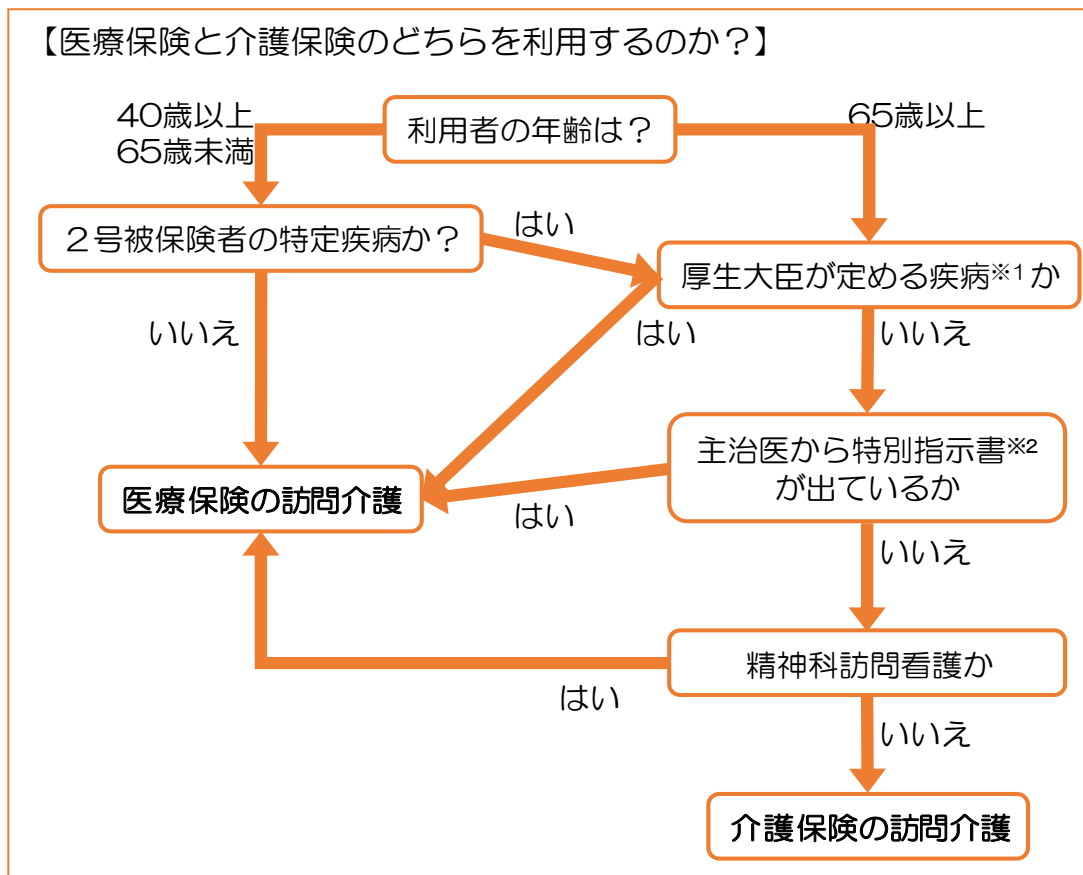 【医療保険と介護保険のどちらを利用するのか？】
40歳以上
65歳未満
利用者の年齢は？
65歳以上
２号被保険者の特定疾病か？
はい
厚生大臣が定める疾病※1か
いいえ
はい
いいえ
主治医から特別指示書※2
が出ているか
医療保険の訪問介護
はい
いいえ
精神科訪問看護か
はい
いいえ
介護保険の訪問介護